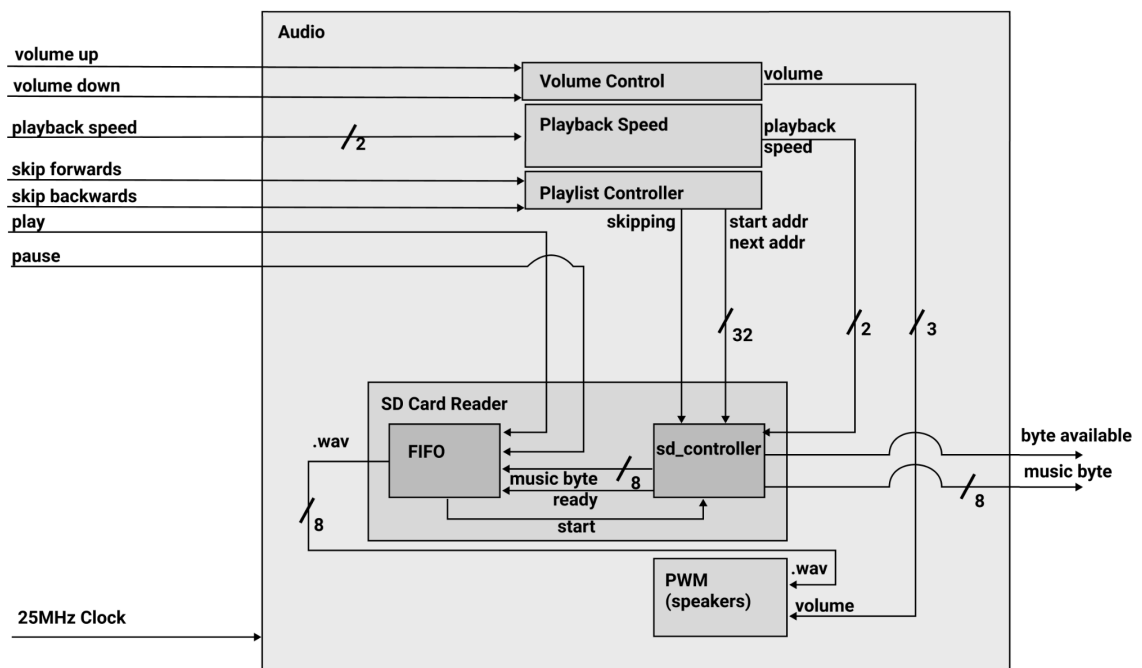 Audio
volume up
volume down
Volume Control
volume
playback speed
2
Playback Speed
playback
speed
skip forwards
skip backwards
Playlist Controller
play
skipping
start addr
next addr
pause
32
2
3
SD Card Reader
.wav
FIFO
sd_controller
byte available
music byte
8
music byte
8
ready
start
8
.wav
PWM
(speakers)
volume
25MHz Clock